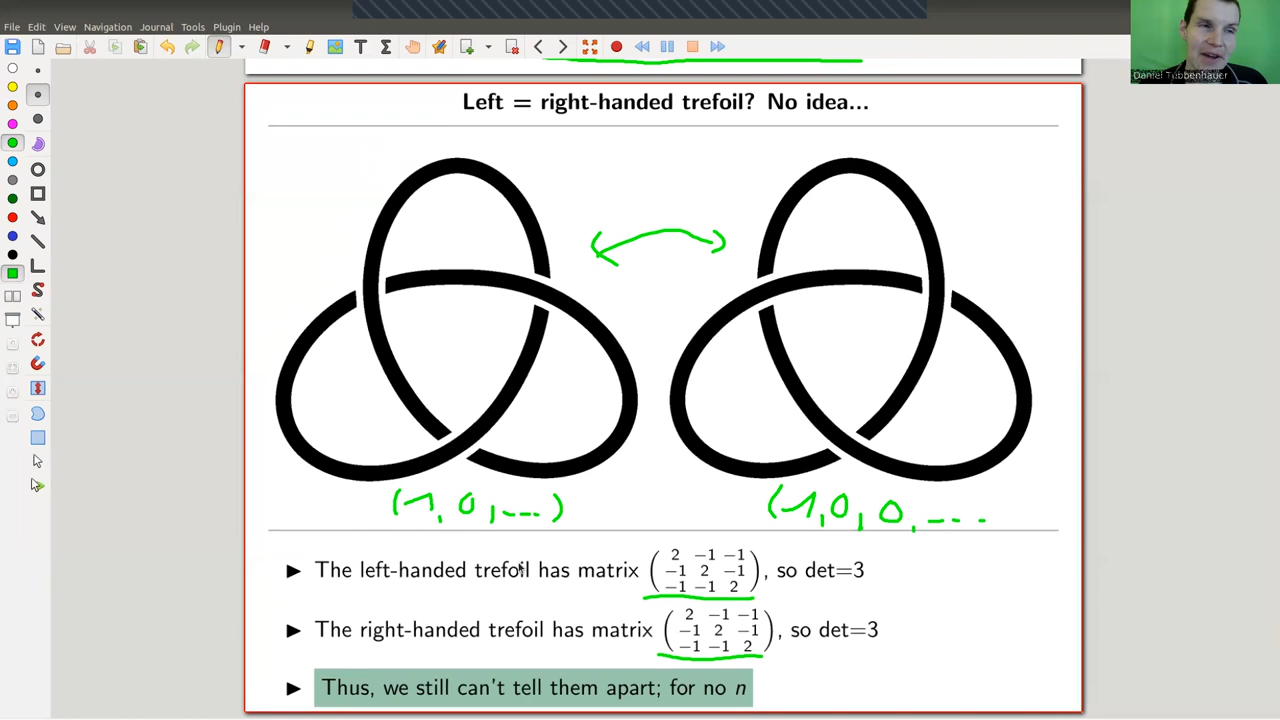 File Edit View Navigation Journal Tools Plugin Help
Daniel Tubbenhauer
Left = right-handed trefoil? No idea...
(1, 0, ...) (1, 0, 0, ...
► The left-handed trefoil has matrix ( 2 −1 −1
−1 2 −1
−1 −1 2 ), so det=3
► The right-handed trefoil has matrix ( 2 −1 −1
−1 2 −1
−1 −1 2 ), so det=3
► Thus, we still can't tell them apart; for no n